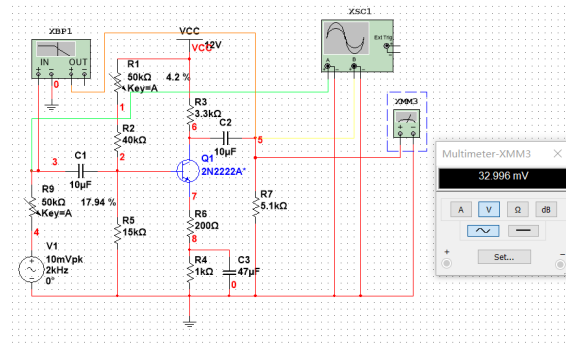 XSC1
XBP1
VCC
VCC
12V
Ext Trig
IN OUT
R1
50kΩ 4.2 %
Key=A
A B
0
XMM3
R3
3.3kΩ
1
C2
6
5
R2
40kΩ
10µF
Multimeter-XMM3
3
C1
2
Q1
2N2222A*
32.996 mV
10µF
R9
50kΩ 17.94 %
Key=A
7
R7
5.1kΩ
A V Ω dB
R6
200Ω
4
R5
15kΩ
8
Set...
V1
10mVpk
2kHz
0°
R4
1kΩ
C3
47µF
0